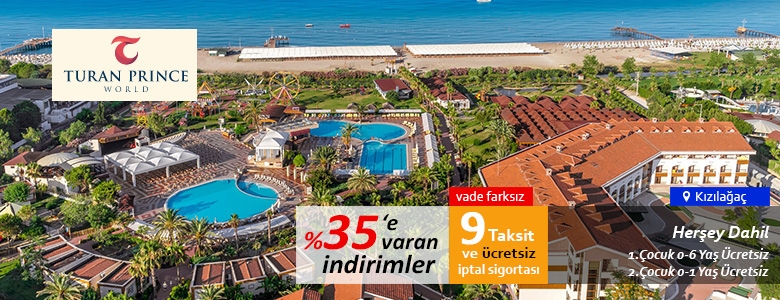 TURAN PRINCE
WORLD
%35'e
varan
indirimler
vade farksız
9 Taksit
ve ücretsiz
iptal sigortası
Kızılağaç
Herşey Dahil
1.Çocuk 0-6 Yaş Ücretsiz
2.Çocuk 0-1 Yaş Ücretsiz